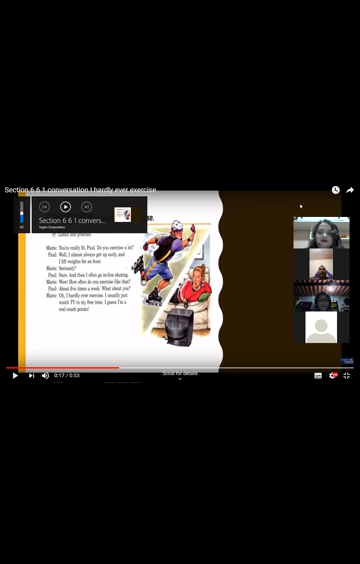 Section 6 6 1 conversation I hardly ever exercise
Section 6 6 1 convers...
Listen and practice
Marie: You're really fit, Paul. Do you exercise a lot?
Paul: Well, I almost always get up early, and
I lift weights for an hour
Marie: Seriously?
Paul: Sure. And then I often go in-line skating.
Marie: Wow! How often do you exercise like that?
Paul: About five times a week. What about you?
Marie: Oh, I hardly ever exercise. I usually just
watch TV in my free time. I guess I'm a
real couch potato!
0:17 / 0:53
Scroll for details